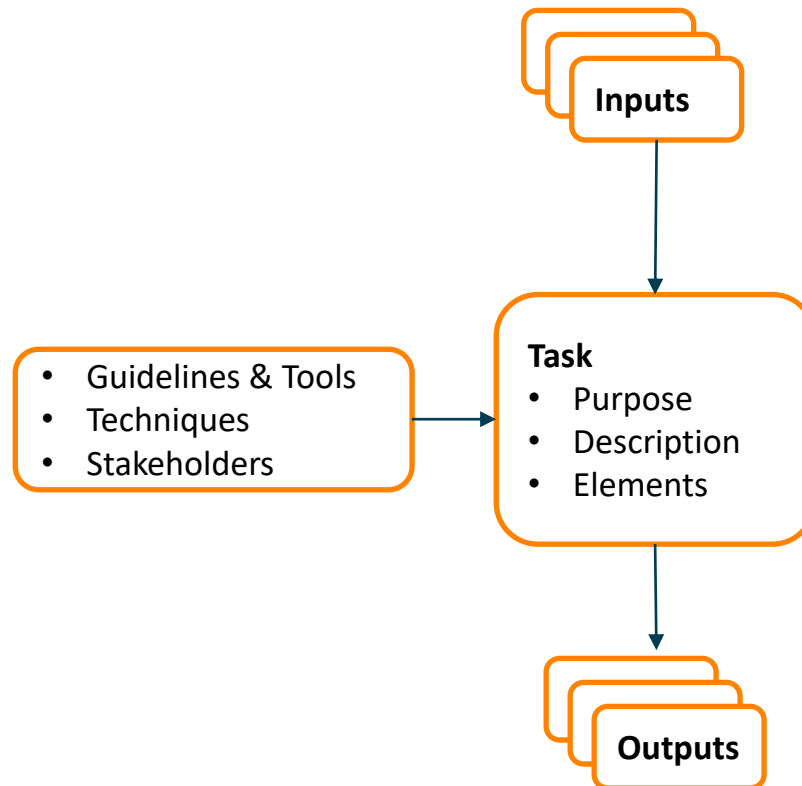 Inputs
• Guidelines & Tools
• Techniques
• Stakeholders
Task
• Purpose
• Description
• Elements
Outputs